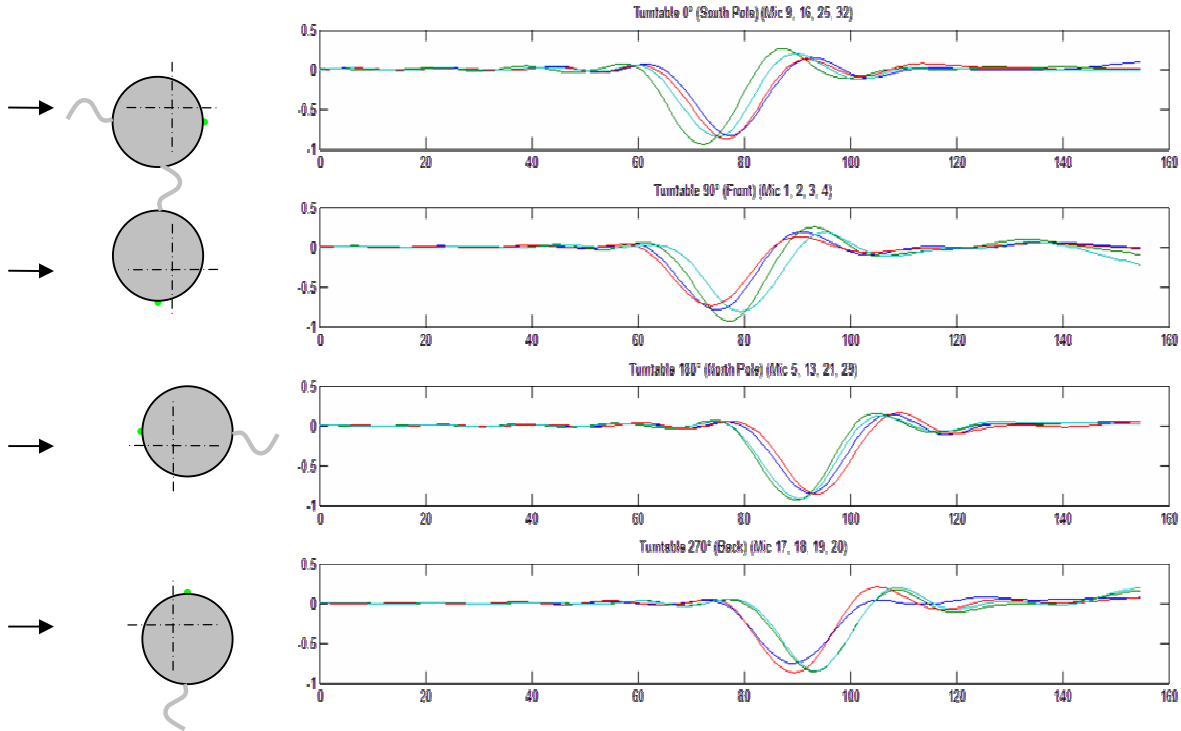 Turntable 0° (South Pole) (Mic 9, 16, 25, 32)
0.5
0
-0.5
-1
0 20 40 60 80 100 120 140 160
Turntable 90° (Front) (Mic 1, 2, 3, 4)
0.5
0
-0.5
-1
0 20 40 60 80 100 120 140 160
Turntable 180° (North Pole) (Mic 5, 13, 21, 29)
0.5
0
-0.5
-1
0 20 40 60 80 100 120 140 160
Turntable 270° (Back) (Mic 17, 18, 19, 20)
0.5
0
-0.5
-1
0 20 40 60 80 100 120 140 160